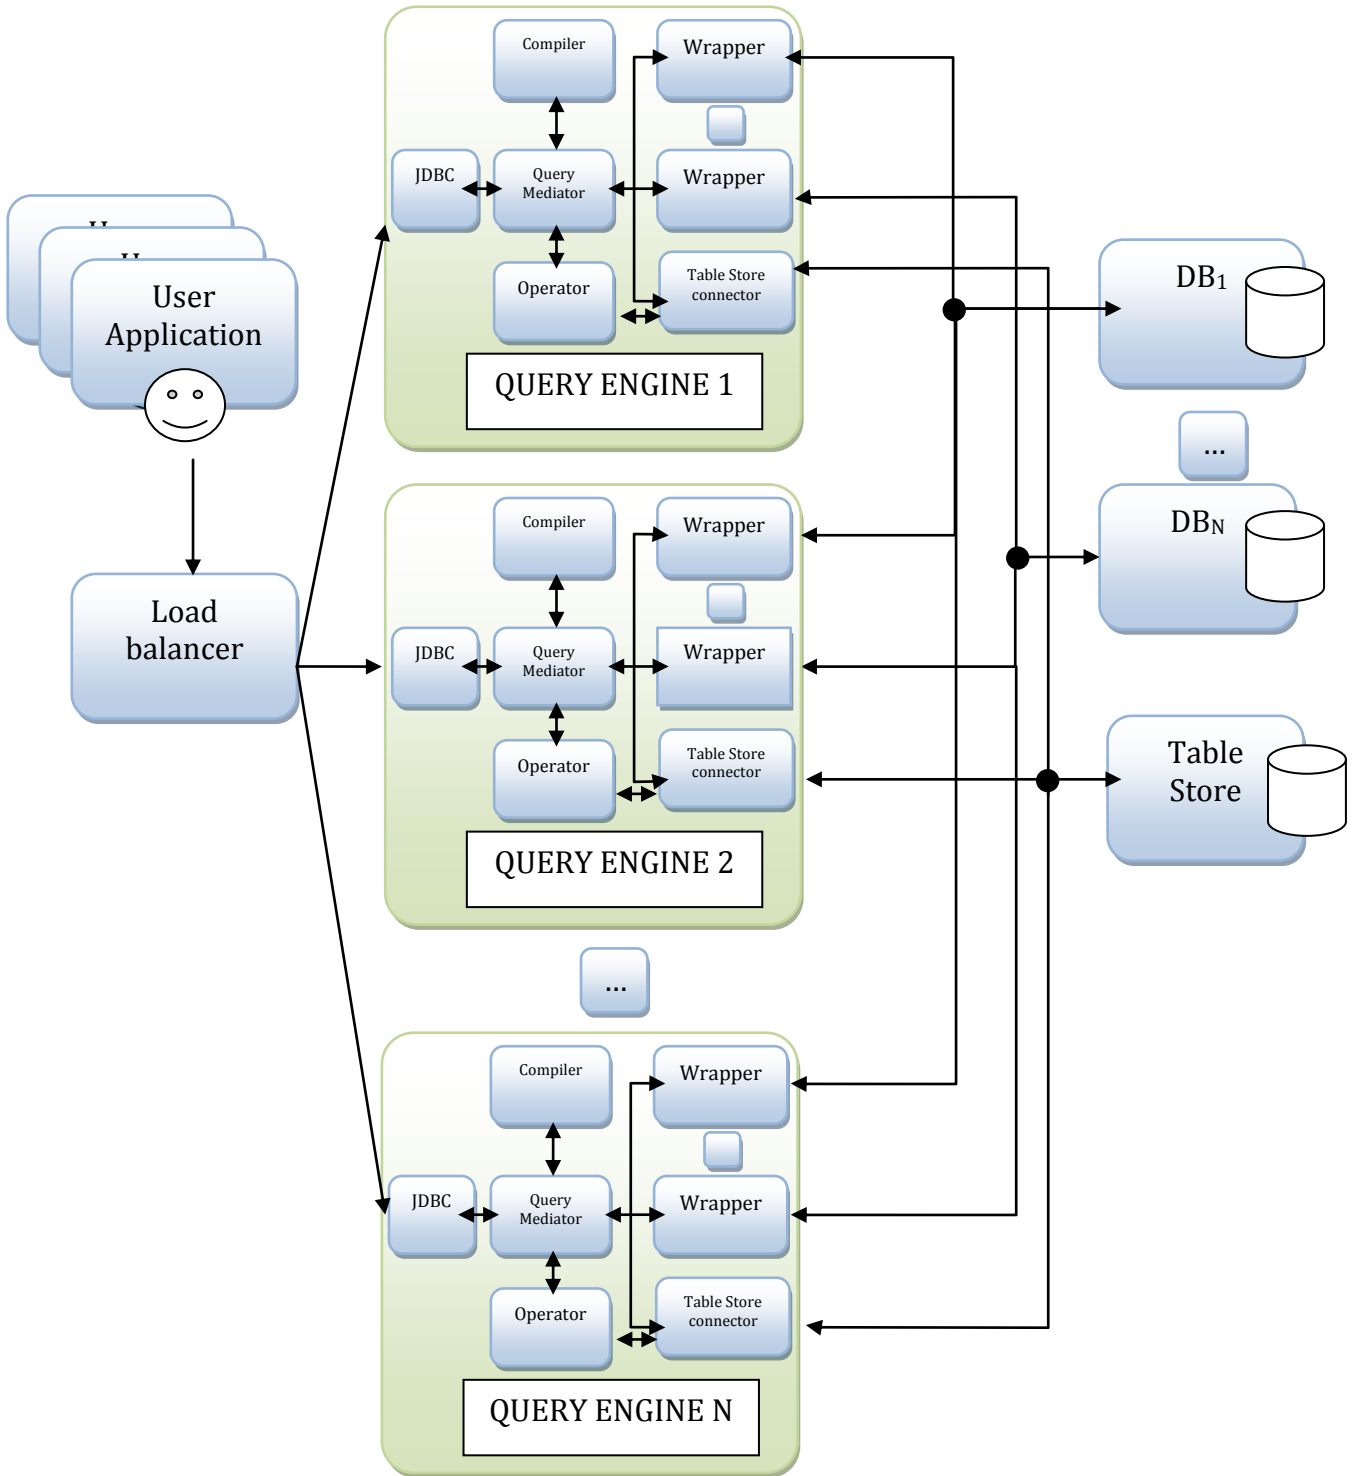 User
Application
Load
balancer
Compiler
Wrapper
JDBC
Query
Mediator
Wrapper
Operator
Table Store
connector
QUERY ENGINE 1
Compiler
Wrapper
JDBC
Query
Mediator
Wrapper
Operator
Table Store
connector
QUERY ENGINE 2
...
Compiler
Wrapper
JDBC
Query
Mediator
Wrapper
Operator
Table Store
connector
QUERY ENGINE N
DB1
...
DBN
Table
Store